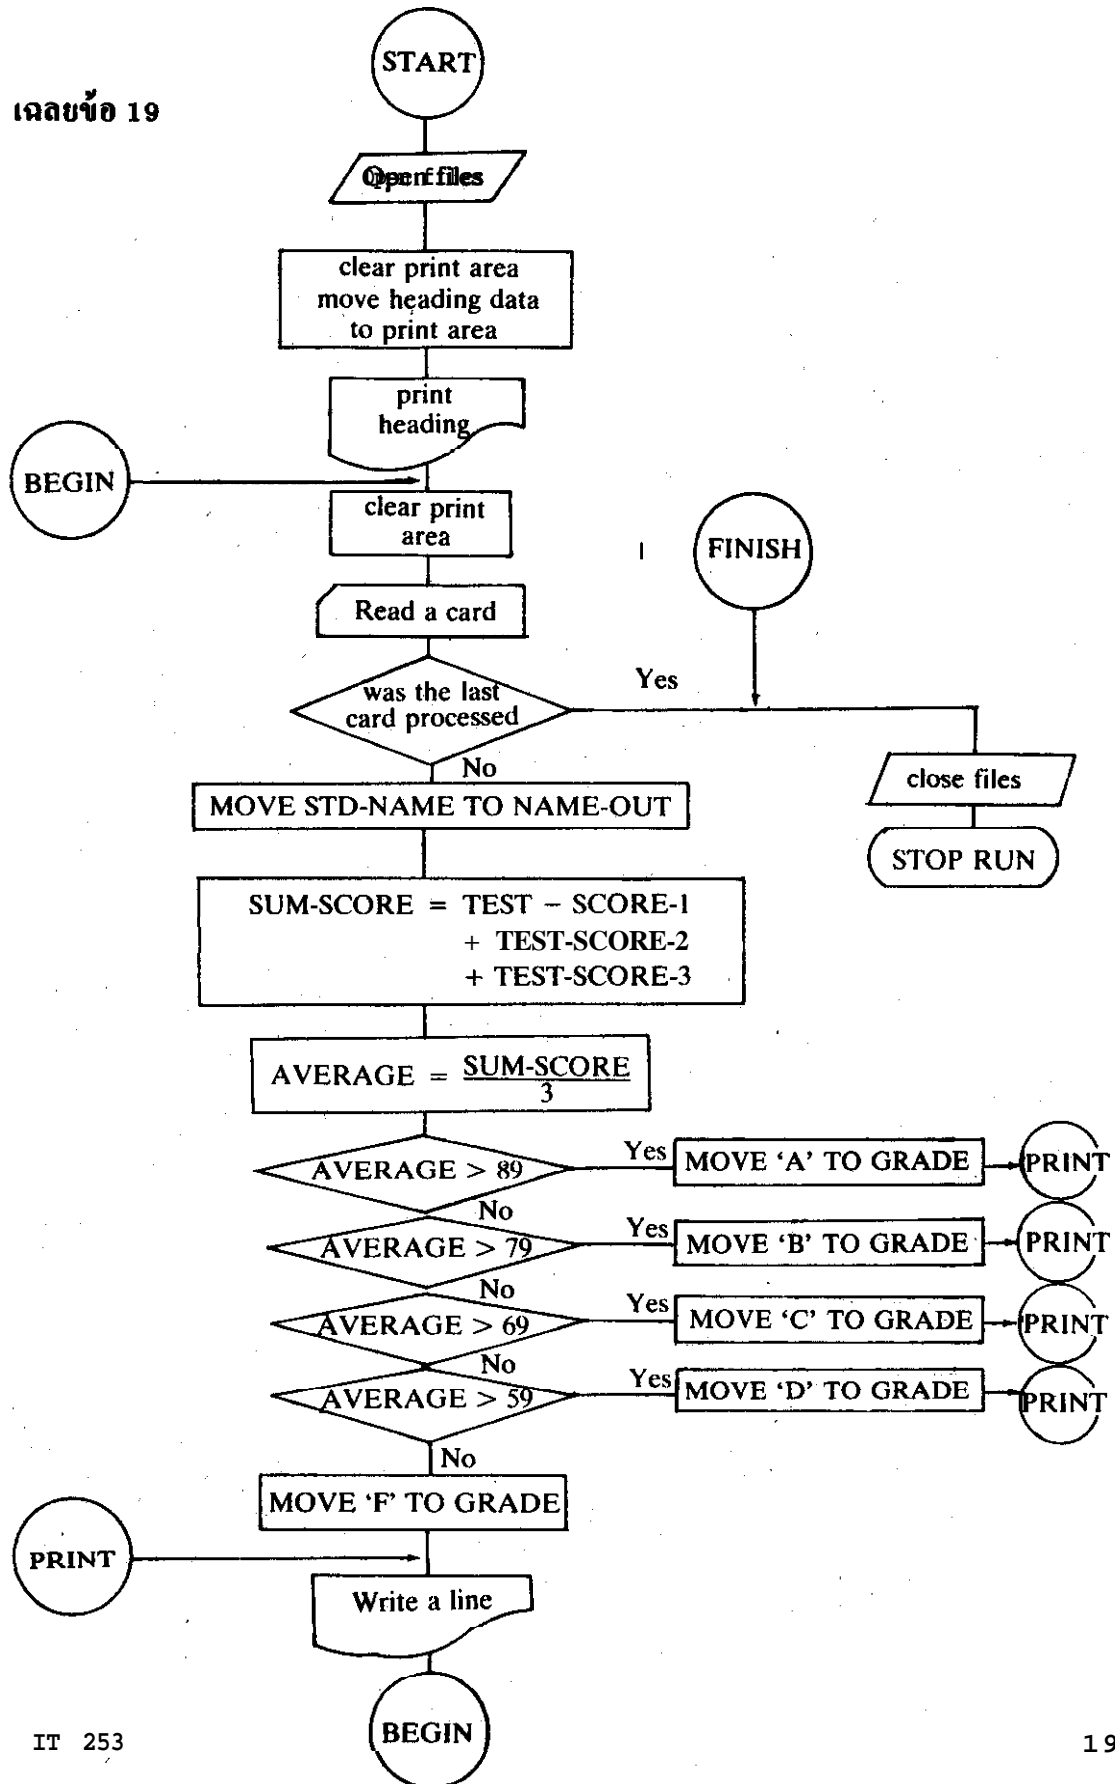 START
เฉลยข้อ 19
Open files
clear print area
move heading data
to print area
print
heading
BEGIN
clear print
area
FINISH
Read a card
Yes
was the last
card processed
No
close files
MOVE STD-NAME TO NAME-OUT
STOP RUN
SUM-SCORE = TEST – SCORE-1
+ TEST-SCORE-2
+ TEST-SCORE-3
AVERAGE = SUM-SCORE
3
AVERAGE > 89
Yes
MOVE ‘A’ TO GRADE
PRINT
No
AVERAGE > 79
Yes
MOVE ‘B’ TO GRADE
PRINT
No
AVERAGE > 69
Yes
MOVE ‘C’ TO GRADE
PRINT
No
AVERAGE > 59
Yes
MOVE ‘D’ TO GRADE
PRINT
No
MOVE ‘F’ TO GRADE
PRINT
Write a line
BEGIN
IT 253
19